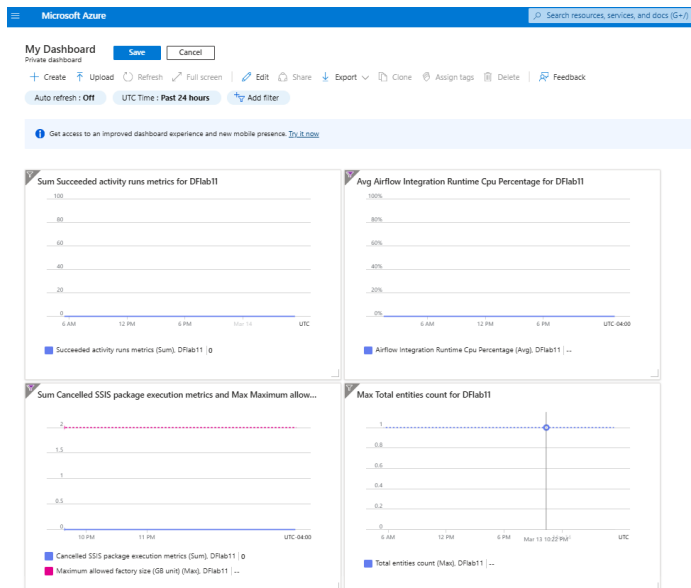 Microsoft Azure
Search resources, services, and docs (G+/)
My Dashboard
Private dashboard
Save
Cancel
Create Upload Refresh Full screen Edit Share Export Clone Assign tags Delete Feedback
Auto refresh : Off
UTC Time : Past 24 hours
Add filter
Get access to an improved dashboard experience and new mobile presence. Try it now
Sum Succeeded activity runs metrics for DFlab11
100
80
60
40
20
0
6 AM 12 PM 6 PM Mar 14 UTC
Succeeded activity runs metrics (Sum), DFlab11 | 0
Avg Airflow Integration Runtime Cpu Percentage for DFlab11
100%
80%
60%
40%
20%
0%
6 AM 12 PM 6 PM UTC-04:00
Airflow Integration Runtime Cpu Percentage (Avg), DFlab11 | --
Sum Cancelled SSIS package execution metrics and Max Maximum allow...
2
1.5
1
0.5
0
10 PM 11 PM UTC-04:00
Cancelled SSIS package execution metrics (Sum), DFlab11 | 0
Maximum allowed factory size (GB unit) (Max), DFlab11 | --
Max Total entities count for DFlab11
1
0.8
0.6
0.4
0.2
0
6 AM 12 PM 6 PM Mar 13 10:22 PM UTC
Total entities count (Max), DFlab11 | --